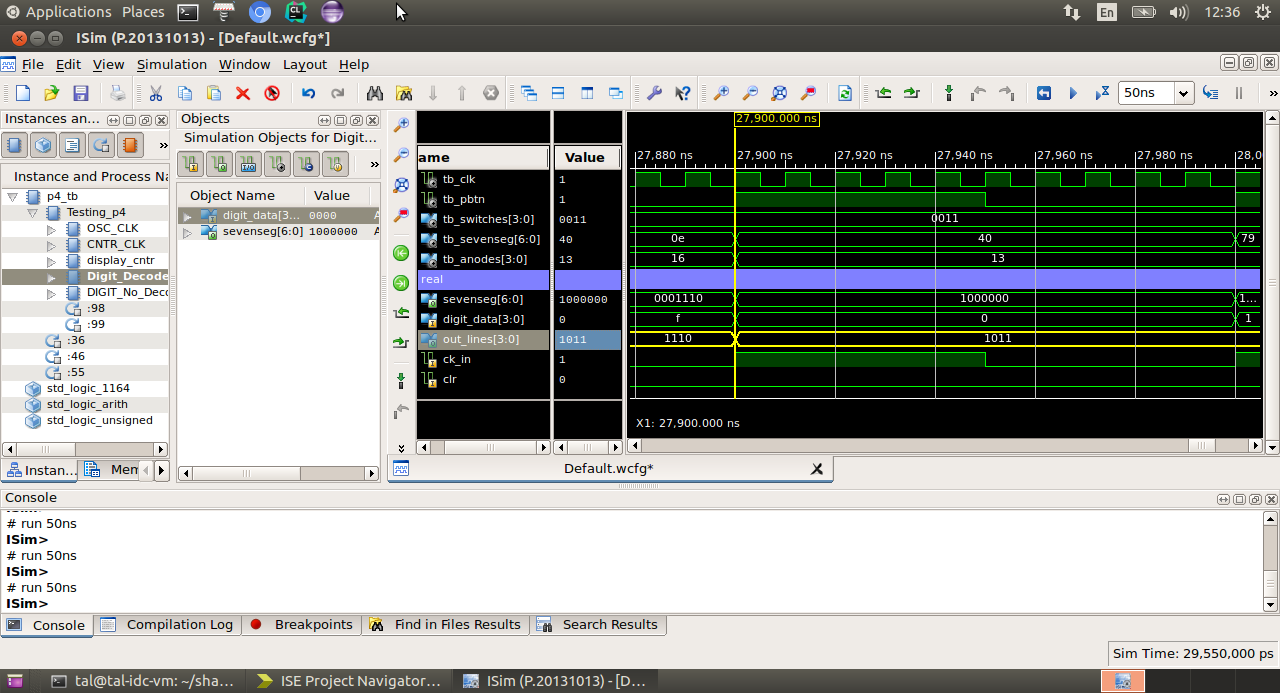 Applications Places En 12:36
ISim (P.20131013) - [Default.wcfg*]
File Edit View Simulation Window Layout Help
50ns
Instances an...
Objects
Simulation Objects for Digit...
Instance and Process Na
p4_tb
Testing_p4
OSC_CLK
CNTR_CLK
display_cntr
Digit_Decode
DIGIT_No_Deco
:98
:99
:36
:46
:55
std_logic_1164
std_logic_arith
std_logic_unsigned
Instan...
Mem
Object Name Value
digit_data[3... 0000 A
sevenseg[6:0] 1000000 A
ame Value
tb_clk 1
tb_pbtn 1
tb_switches[3:0] 0011
tb_sevenseg[6:0] 40
tb_anodes[3:0] 13
real
sevenseg[6:0] 1000000
digit_data[3:0] 0
out_lines[3:0] 1011
ck_in 1
clr 0
27,900.000 ns
27,880 ns 27,900 ns 27,920 ns 27,940 ns 27,960 ns 27,980 ns 28,0
0011
0e 40 79
16 13
0001110 1000000 1...
f 0 1
1110 1011
X1: 27,900.000 ns
Default.wcfg*
Console
# run 50ns
ISim>
# run 50ns
ISim>
# run 50ns
ISim>
Console Compilation Log Breakpoints Find in Files Results Search Results
Sim Time: 29,550,000 ps
tal@tal-idc-vm: ~/sha... ISE Project Navigator... ISim (P.20131013) - [D...